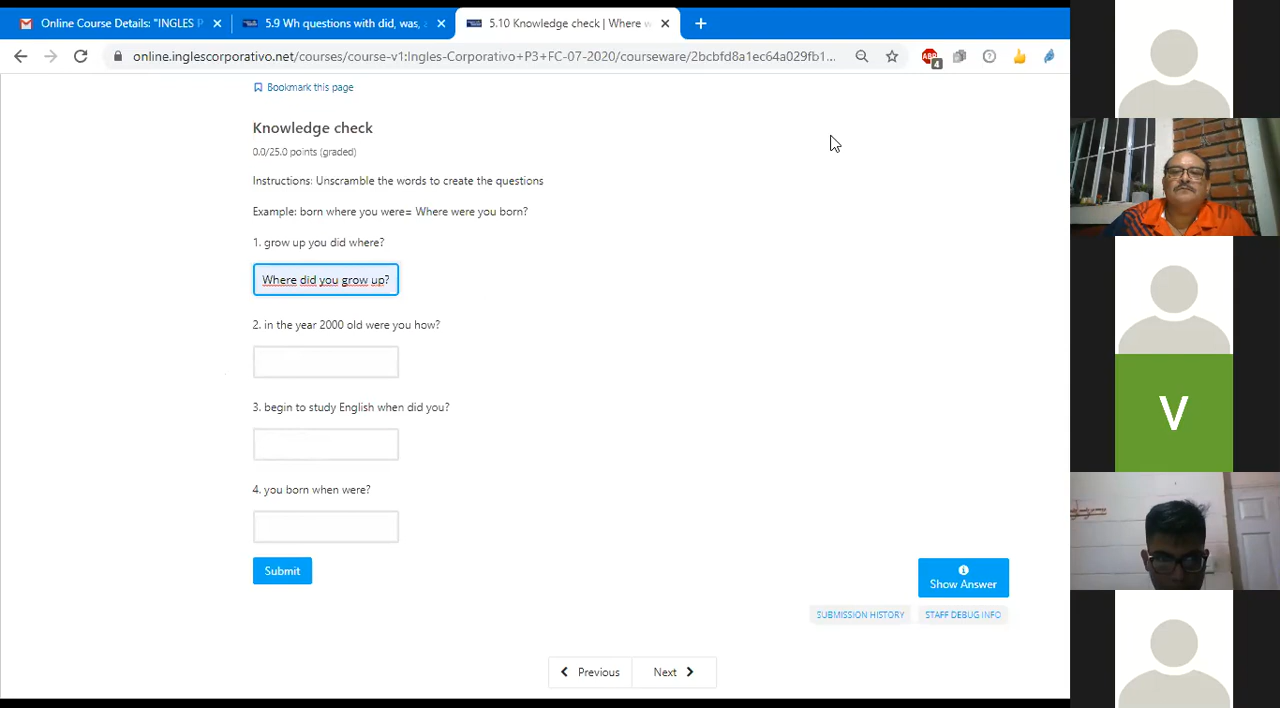 Online Course Details: "INGLES P
5.9 Wh questions with did, was, a
5.10 Knowledge check | Where w
online.inglescorporativo.net/courses/course-v1:Ingles-Corporativo+P3+FC-07-2020/courseware/2bcbfd8a1ec64a029fb1...
ABP
4
Bookmark this page
Knowledge check
0.0/25.0 points (graded)
Instructions: Unscramble the words to create the questions
Example: born where you were= Where were you born?
1. grow up you did where?
Where did you grow up?
2. in the year 2000 old were you how?
3. begin to study English when did you?
4. you born when were?
Submit
Show Answer
SUBMISSION HISTORY
STAFF DEBUG INFO
Previous
Next
V